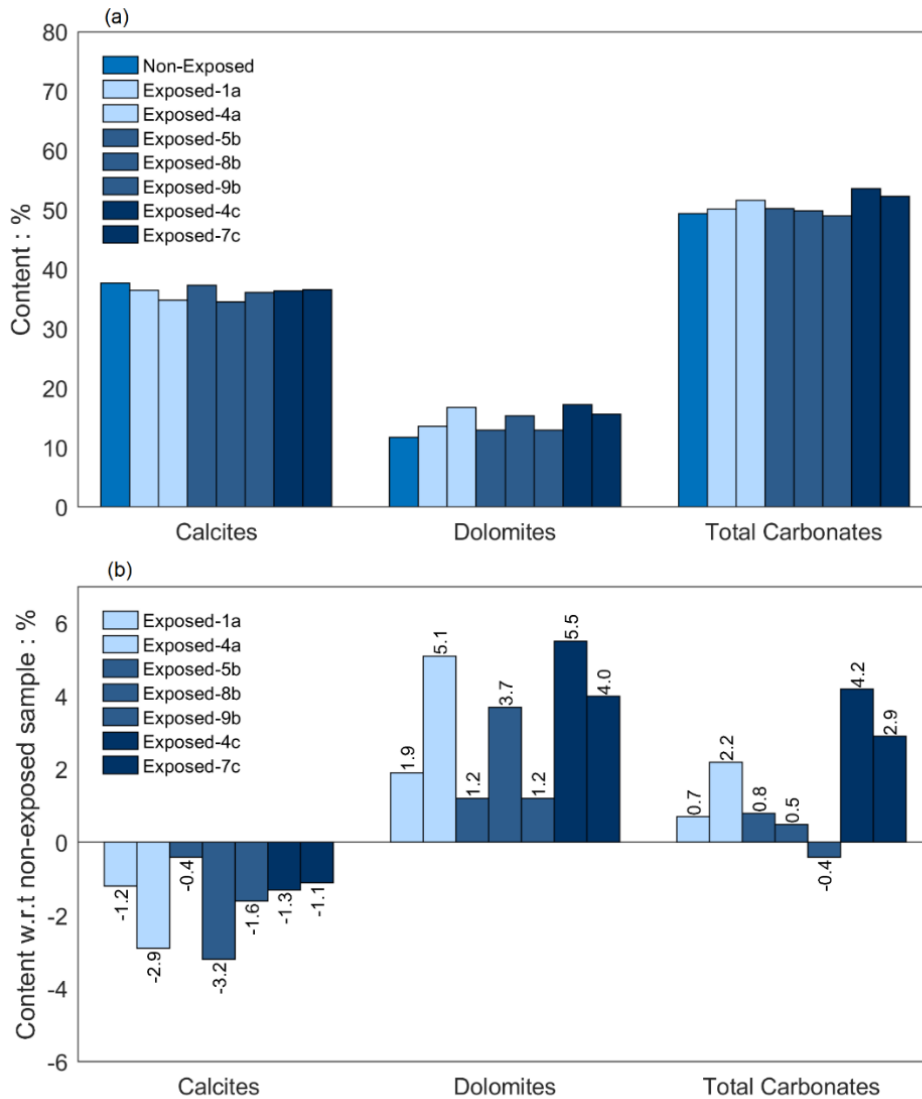 (a)
80
70
60
50
40
30
20
10
0
Content : %
Non-Exposed
Exposed-1a
Exposed-4a
Exposed-5b
Exposed-8b
Exposed-9b
Exposed-4c
Exposed-7c
Calcites
Dolomites
Total Carbonates
(b)
6
4
2
0
-2
-4
-6
Content w.r.t non-exposed sample : %
Exposed-1a
Exposed-4a
Exposed-5b
Exposed-8b
Exposed-9b
Exposed-4c
Exposed-7c
-1.2
-2.9
-0.4
-3.2
-1.6
-1.3
-1.1
1.9
5.1
1.2
3.7
1.2
5.5
4.0
0.7
2.2
0.8
0.5
-0.4
4.2
2.9
Calcites
Dolomites
Total Carbonates